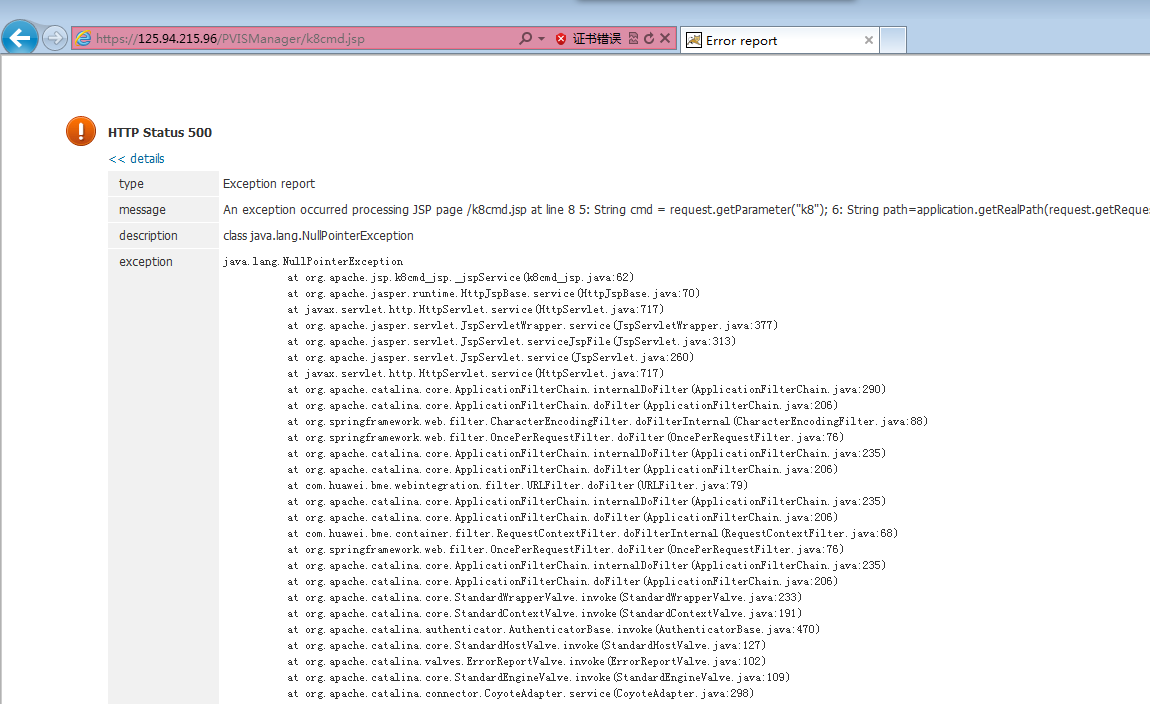 https://125.94.215.96/PVISManager/k8cmd.jsp 证书错误 Error report
HTTP Status 500
<< details
type Exception report
message An exception occurred processing JSP page /k8cmd.jsp at line 8 5: String cmd = request.getParameter("k8"); 6: String path=application.getRealPath(request.getReques
description class java.lang.NullPointerException
exception java.lang.NullPointerException
at org.apache.jsp.k8cmd_jsp._jspService(k8cmd_jsp.java:62)
at org.apache.jasper.runtime.HttpJspBase.service(HttpJspBase.java:70)
at javax.servlet.http.HttpServlet.service(HttpServlet.java:717)
at org.apache.jasper.servlet.JspServletWrapper.service(JspServletWrapper.java:377)
at org.apache.jasper.servlet.JspServlet.serviceJspFile(JspServlet.java:313)
at org.apache.jasper.servlet.JspServlet.service(JspServlet.java:260)
at javax.servlet.http.HttpServlet.service(HttpServlet.java:717)
at org.apache.catalina.core.ApplicationFilterChain.internalDoFilter(ApplicationFilterChain.java:290)
at org.apache.catalina.core.ApplicationFilterChain.doFilter(ApplicationFilterChain.java:206)
at org.springframework.web.filter.CharacterEncodingFilter.doFilterInternal(CharacterEncodingFilter.java:88)
at org.springframework.web.filter.OncePerRequestFilter.doFilter(OncePerRequestFilter.java:76)
at org.apache.catalina.core.ApplicationFilterChain.internalDoFilter(ApplicationFilterChain.java:235)
at org.apache.catalina.core.ApplicationFilterChain.doFilter(ApplicationFilterChain.java:206)
at com.huawei.bme.webintegration.filter.URLFilter.doFilter(URLFilter.java:79)
at org.apache.catalina.core.ApplicationFilterChain.internalDoFilter(ApplicationFilterChain.java:235)
at org.apache.catalina.core.ApplicationFilterChain.doFilter(ApplicationFilterChain.java:206)
at com.huawei.bme.container.filter.RequestContextFilter.doFilterInternal(RequestContextFilter.java:68)
at org.springframework.web.filter.OncePerRequestFilter.doFilter(OncePerRequestFilter.java:76)
at org.apache.catalina.core.ApplicationFilterChain.internalDoFilter(ApplicationFilterChain.java:235)
at org.apache.catalina.core.ApplicationFilterChain.doFilter(ApplicationFilterChain.java:206)
at org.apache.catalina.core.StandardWrapperValve.invoke(StandardWrapperValve.java:233)
at org.apache.catalina.core.StandardContextValve.invoke(StandardContextValve.java:191)
at org.apache.catalina.authenticator.AuthenticatorBase.invoke(AuthenticatorBase.java:470)
at org.apache.catalina.core.StandardHostValve.invoke(StandardHostValve.java:127)
at org.apache.catalina.valves.ErrorReportValve.invoke(ErrorReportValve.java:102)
at org.apache.catalina.core.StandardEngineValve.invoke(StandardEngineValve.java:109)
at org.apache.catalina.connector.CoyoteAdapter.service(CoyoteAdapter.java:298)